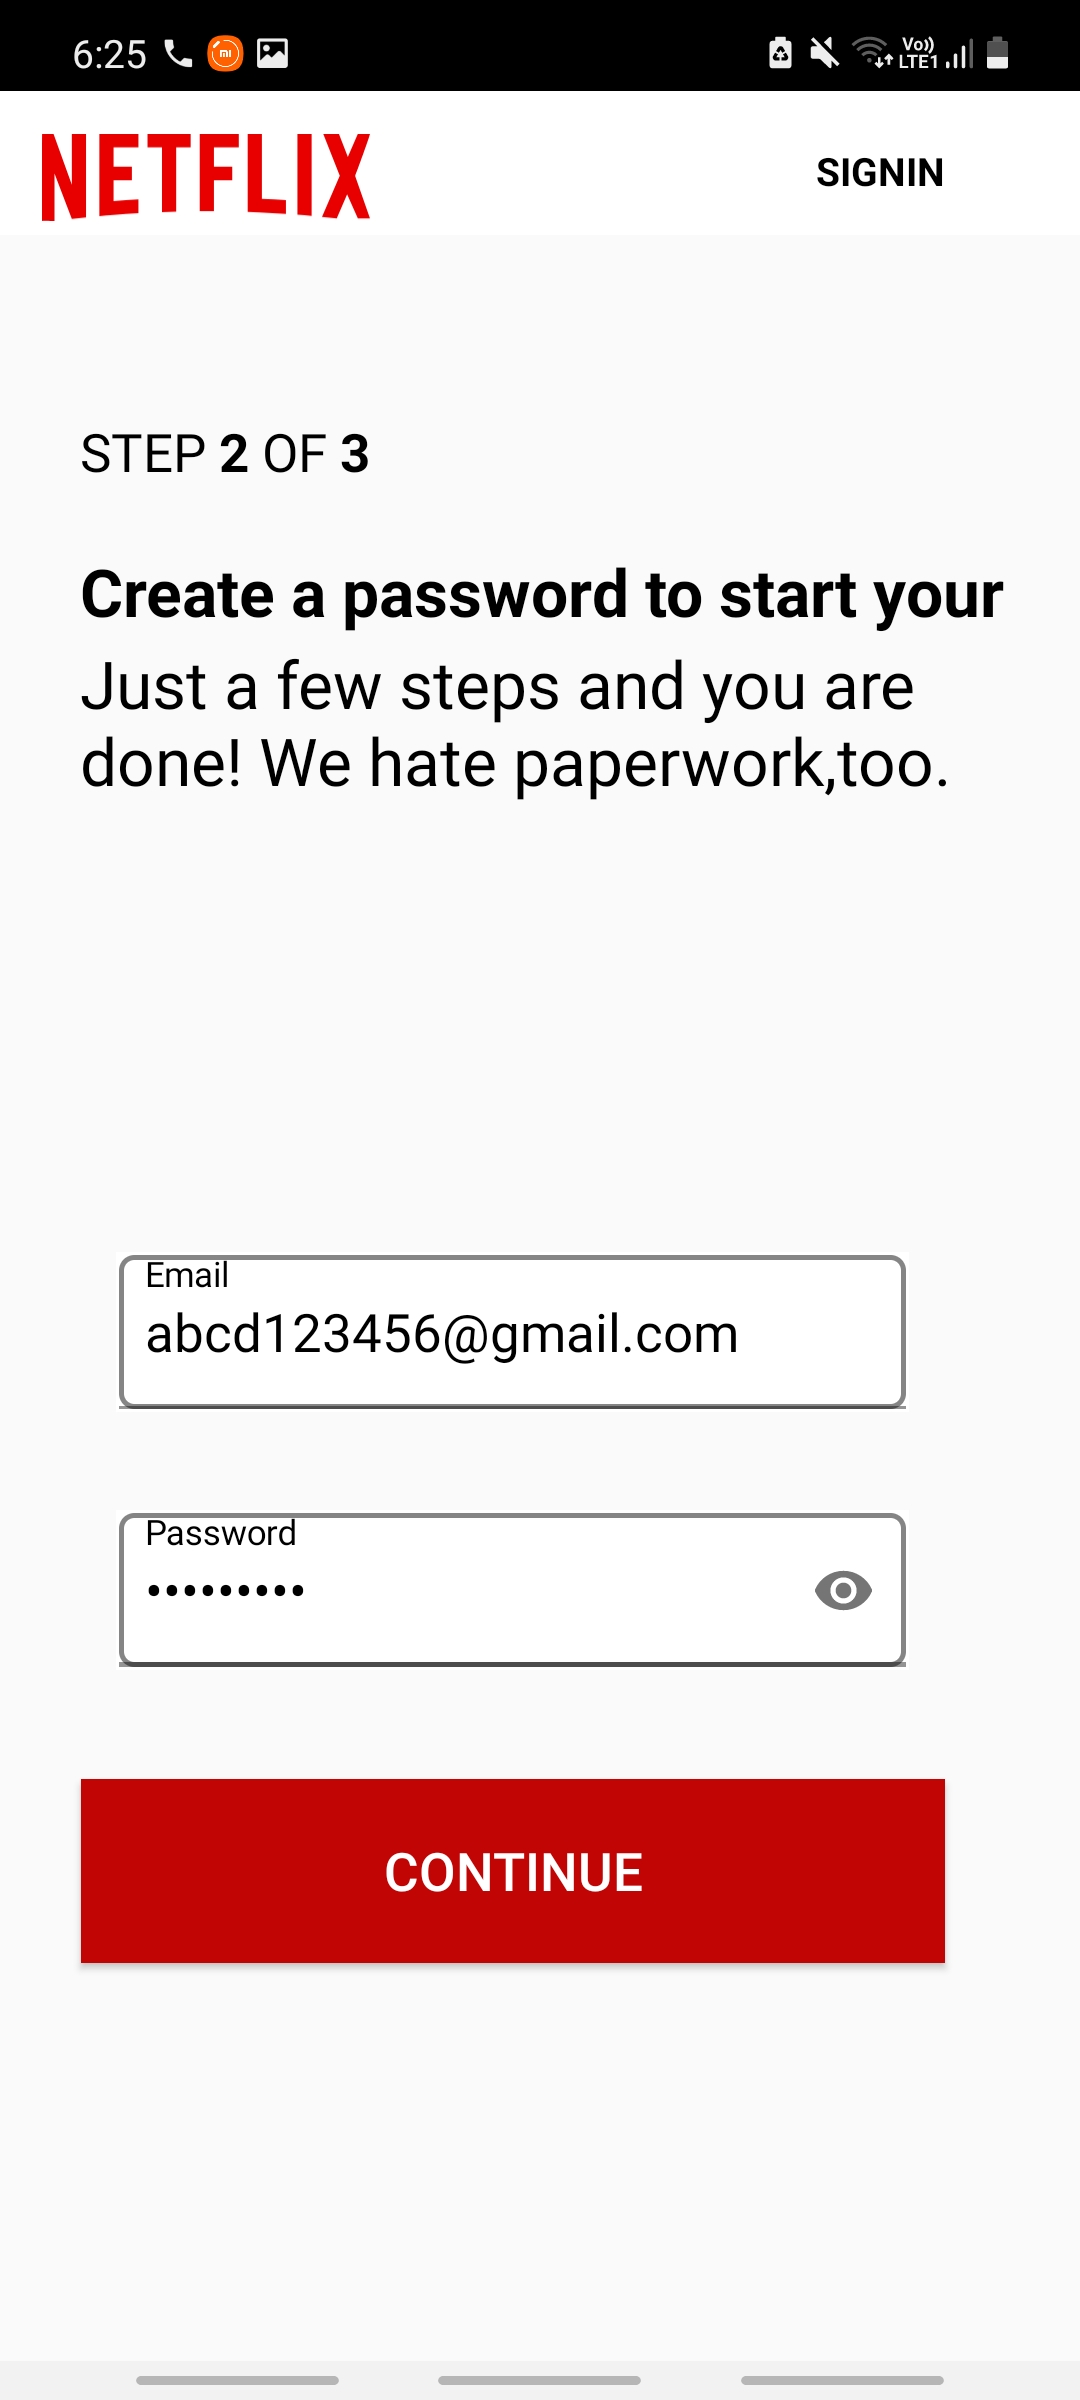 6:25 Vo)) LTE1
NETFLIX
SIGNIN
STEP 2 OF 3
Create a password to start your
Just a few steps and you are
done! We hate paperwork,too.
Email
abcd123456@gmail.com
Password
•••••••••
CONTINUE